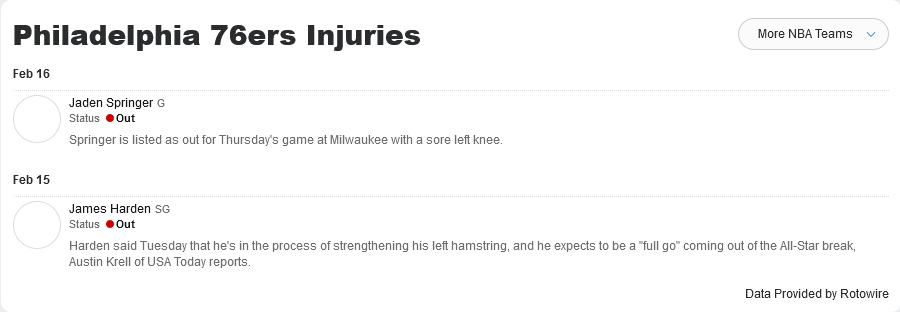 Philadelphia 76ers Injuries
More NBA Teams
Feb 16
Jaden Springer G
Status Out
Springer is listed as out for Thursday's game at Milwaukee with a sore left knee.
Feb 15
James Harden SG
Status Out
Harden said Tuesday that he's in the process of strengthening his left hamstring, and he expects to be a "full go" coming out of the All-Star break,
Austin Krell of USA Today reports.
Data Provided by Rotowire